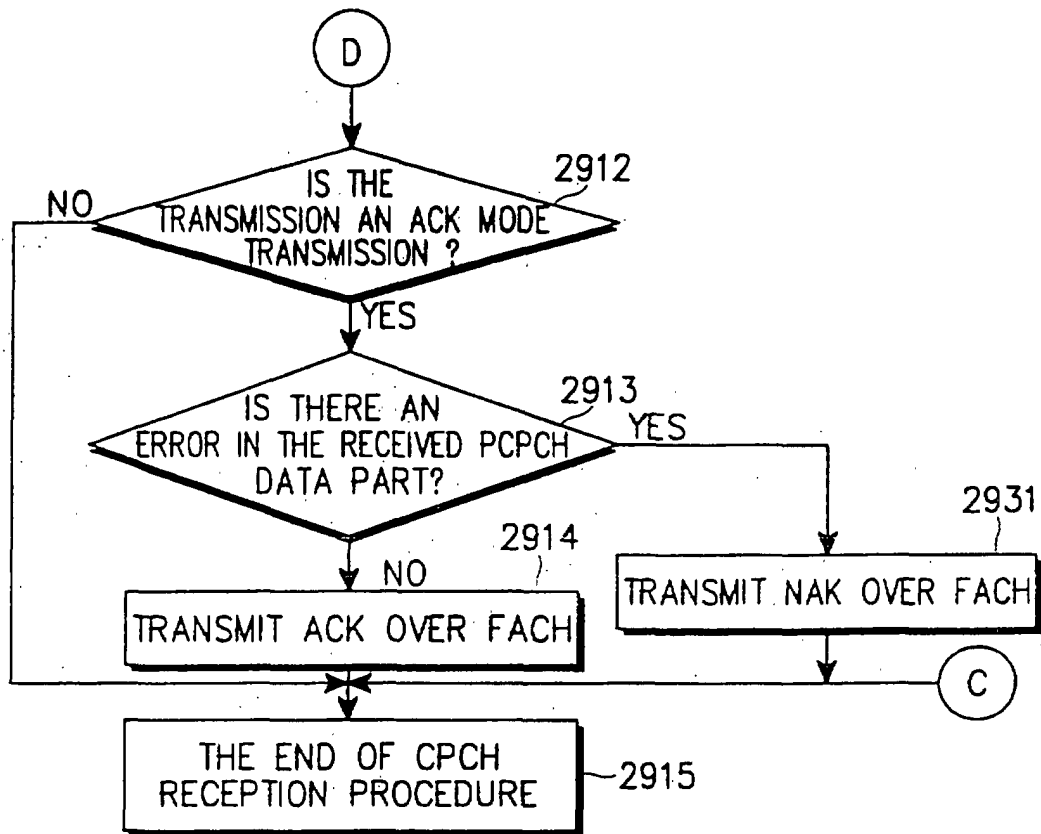 D
IS THE
TRANSMISSION AN ACK MODE
TRANSMISSION ?
2912
NO
YES
IS THERE AN
ERROR IN THE RECEIVED PCPCH
DATA PART?
2913
YES
NO
2914
TRANSMIT ACK OVER FACH
2931
TRANSMIT NAK OVER FACH
C
THE END OF CPCH
RECEPTION PROCEDURE
2915